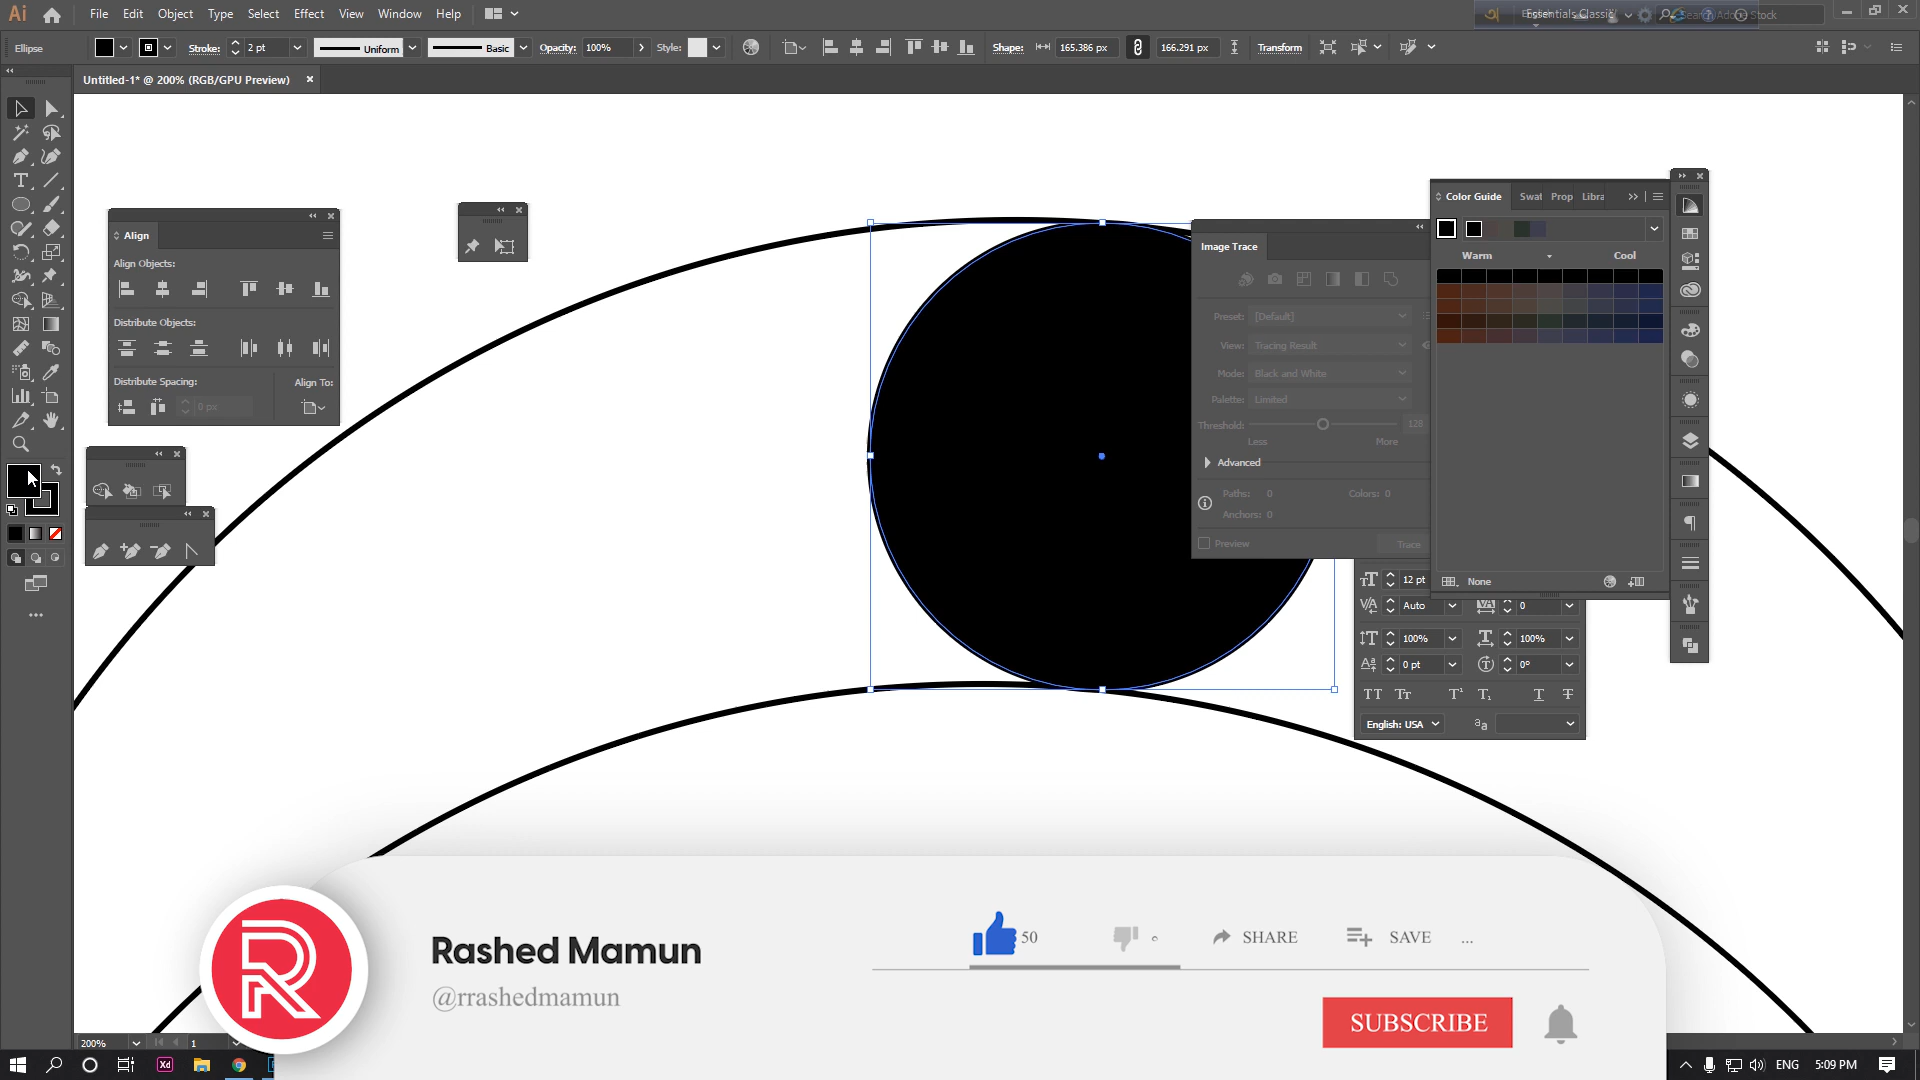 Ai File Edit Object Type Select Effect View Window Help
Essentials Classic
Search Adobe Stock
Ellipse Stroke: 2 pt Uniform Basic Opacity: 100% Style: Shape: 165.386 px 166.291 px Transform
Untitled-1* @ 200% (RGB/GPU Preview)
Align
Align Objects:
Distribute Objects:
Distribute Spacing: Align To:
0 px
Image Trace
Preset: [Default]
View: Tracing Result
Mode: Black and White
Palette: Limited
Threshold: 128
Less More
Advanced
Paths: 0 Colors: 0
Anchors: 0
Preview Trace
Color Guide Swat Prop Libra
Warm Cool
None
12 pt
Auto 0
100% 100%
0 pt 0°
English: USA
Rashed Mamun
@rrashedmamun
50 SHARE SAVE ...
SUBSCRIBE
200% 1
Xd ENG 5:09 PM